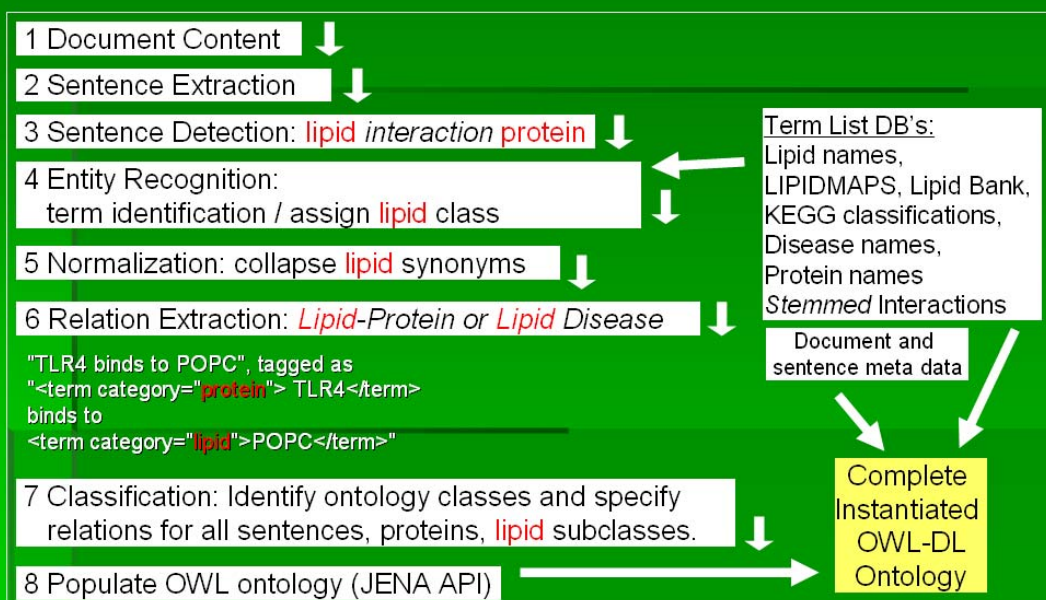 1 Document Content
2 Sentence Extraction
3 Sentence Detection: lipid interaction protein
4 Entity Recognition:
term identification / assign lipid class
5 Normalization: collapse lipid synonyms
6 Relation Extraction: Lipid-Protein or Lipid Disease
"TLR4 binds to POPC", tagged as
"<term category="protein"> TLR4</term>
binds to
<term category="lipid">POPC</term>"
7 Classification: Identify ontology classes and specify
relations for all sentences, proteins, lipid subclasses.
8 Populate OWL ontology (JENA API)
Term List DB's:
Lipid names,
LIPIDMAPS, Lipid Bank,
KEGG classifications,
Disease names,
Protein names
Stemmed Interactions
Document and
sentence meta data
Complete
Instantiated
OWL-DL
Ontology